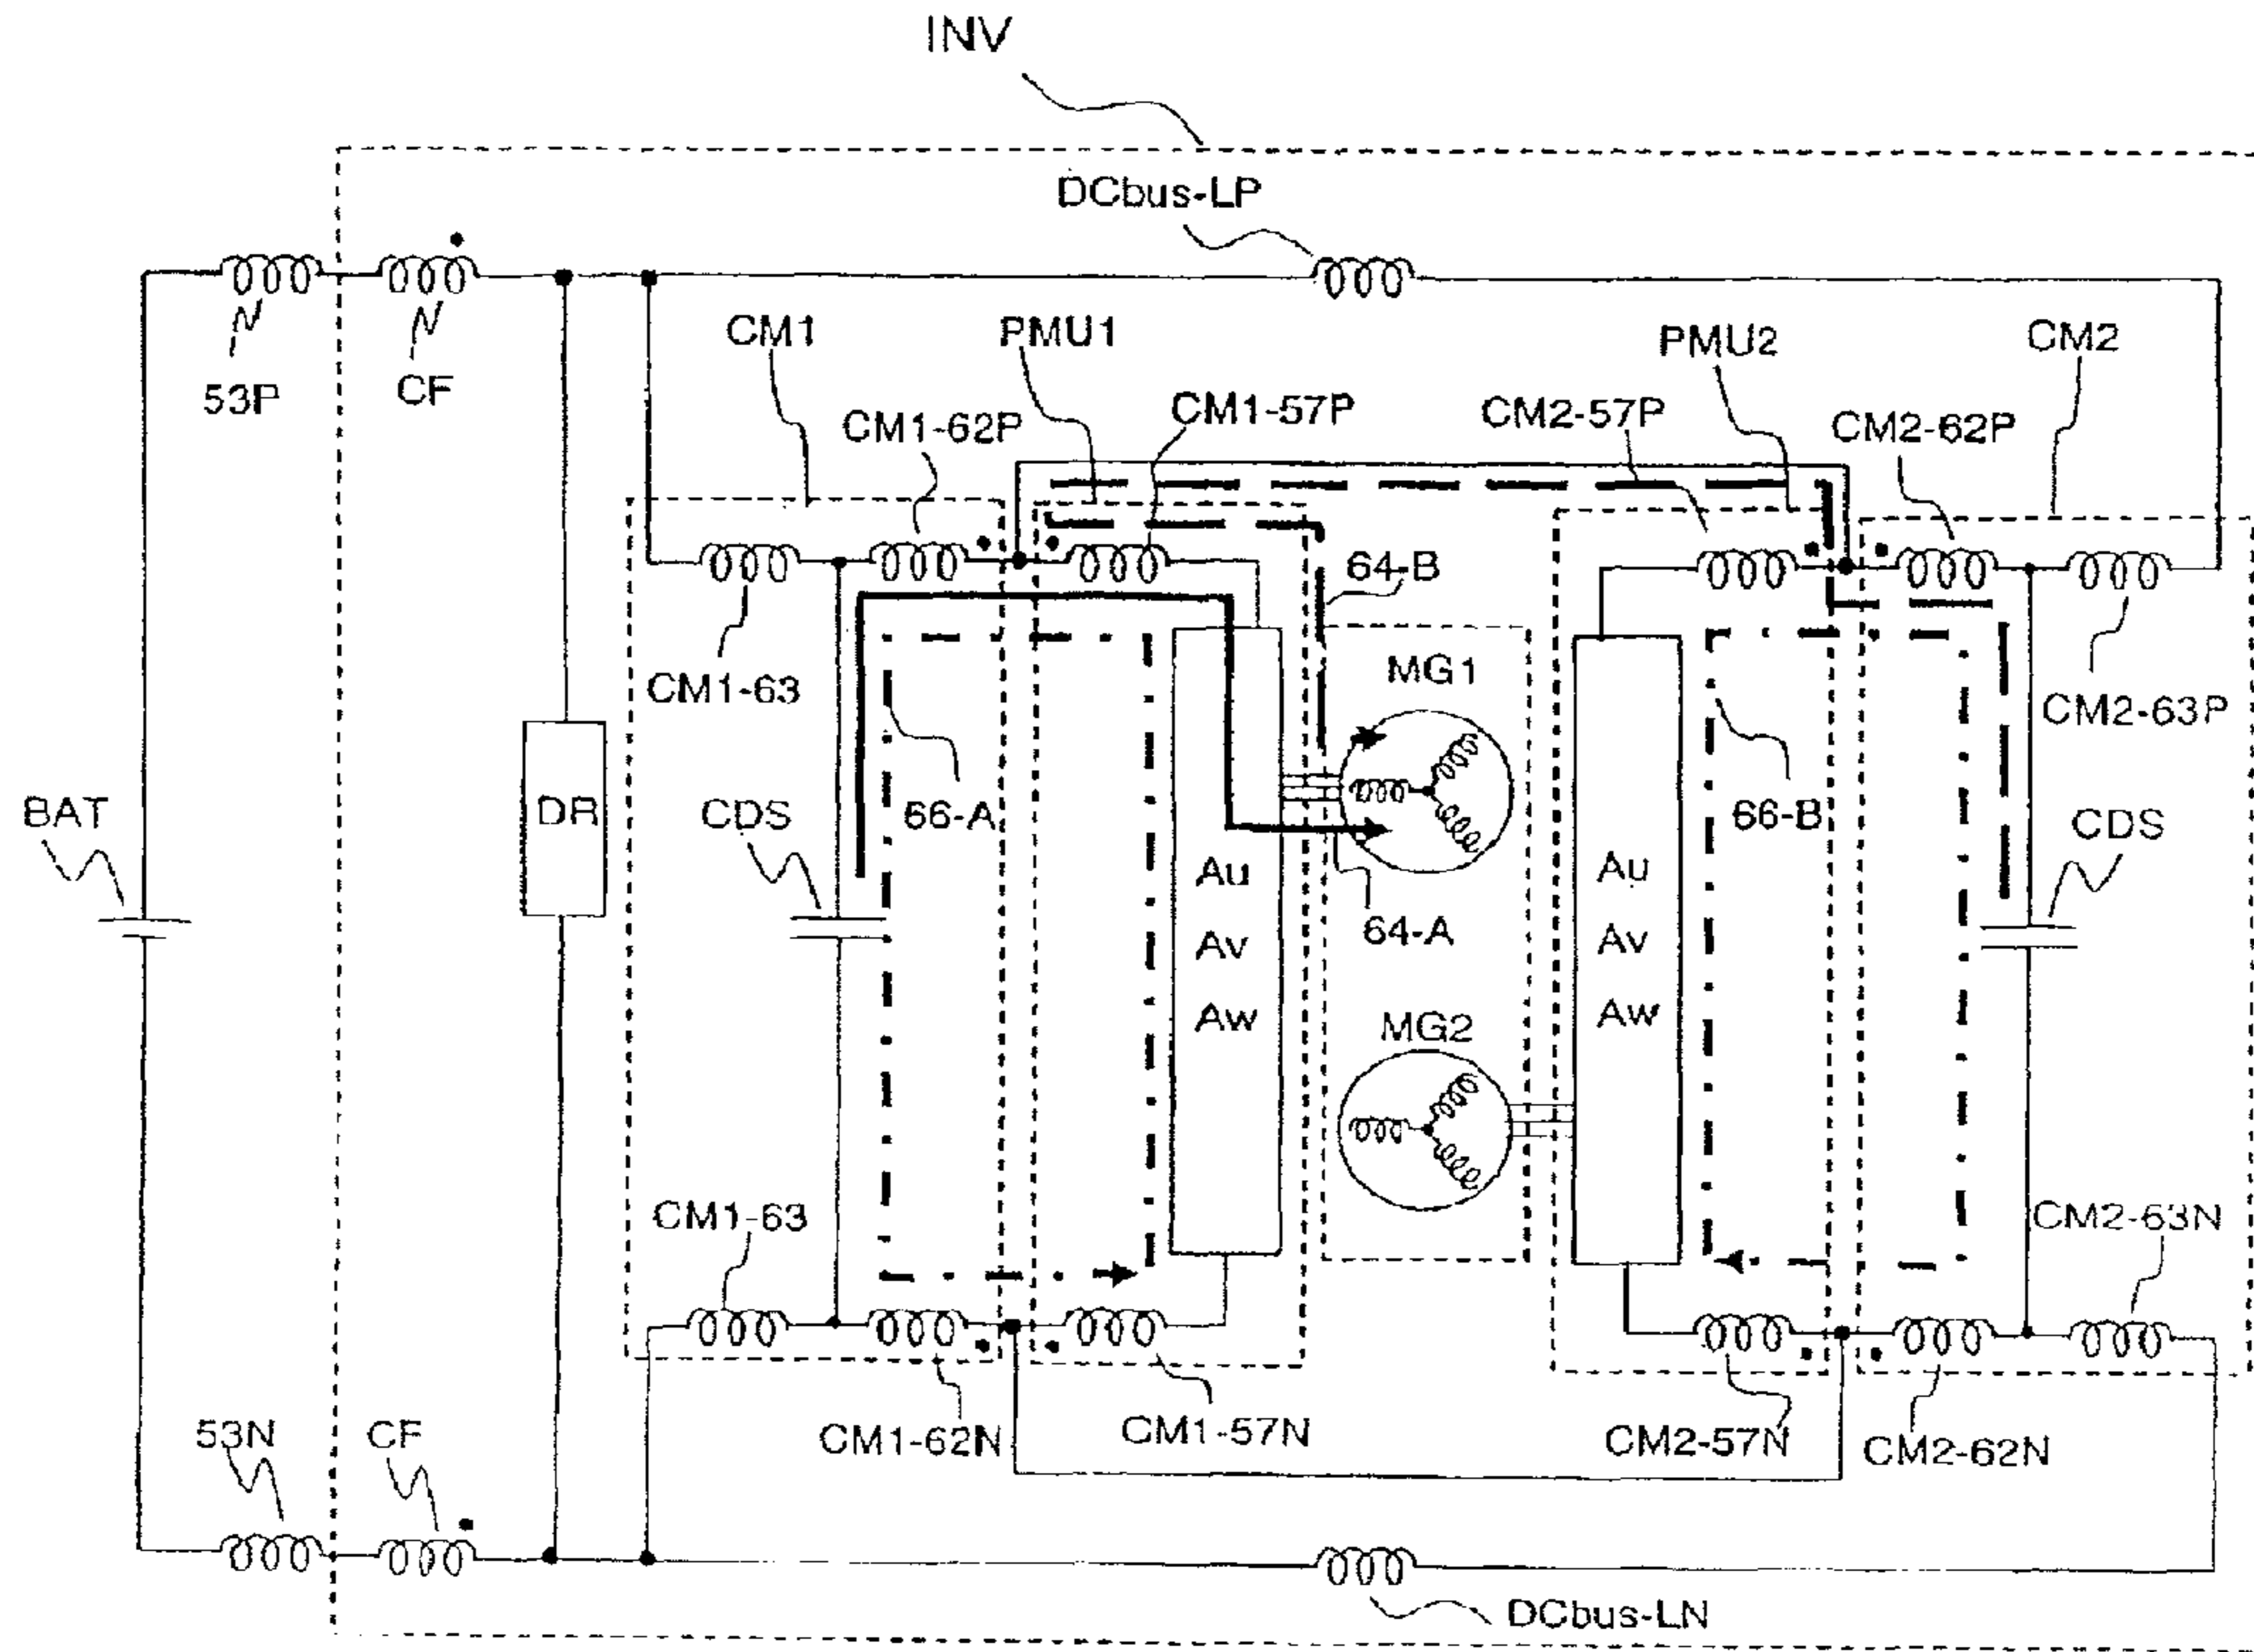 INV
DCbus-LP
53P
CF
CM1
PMU1
PMU2
CM2
CM1-62P
CM1-57P
CM2-57P
CM2-62P
64-B
CM1-63
MG1
CM2-63P
BAT
DR
CDS
66-A
66-B
CDS
Au
Av
Aw
64-A
Au
Av
Aw
MG2
CM1-63
CM2-63N
53N
CF
CM1-62N
CM1-57N
CM2-57N
CM2-62N
DCbus-LN